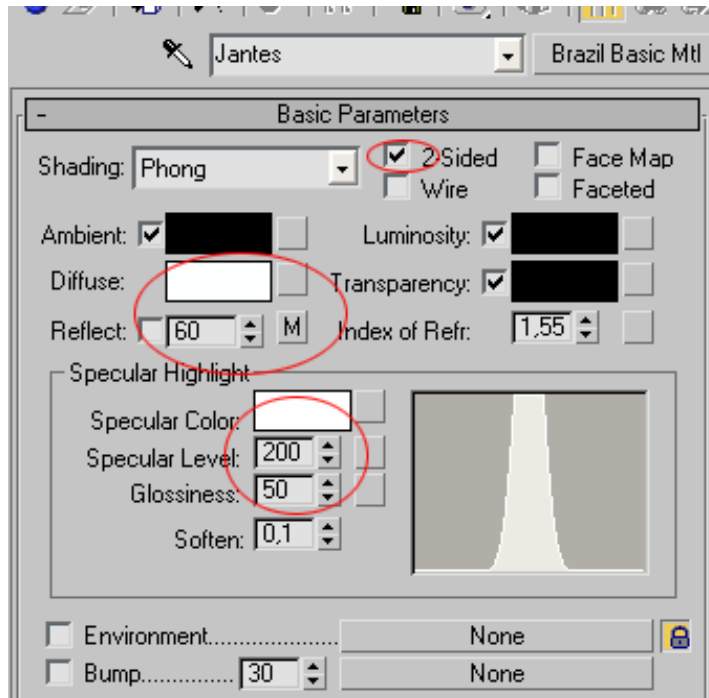 Jantes Brazil Basic Mtl
- Basic Parameters
Shading: Phong 2-Sided Face Map
Wire Faceted
Ambient: Luminosity:
Diffuse: Transparency:
Reflect: 60 M Index of Refr: 1,55
Specular Highlight
Specular Color:
Specular Level: 200
Glossiness: 50
Soften: 0,1
Environment..................... None
Bump............... 30 None